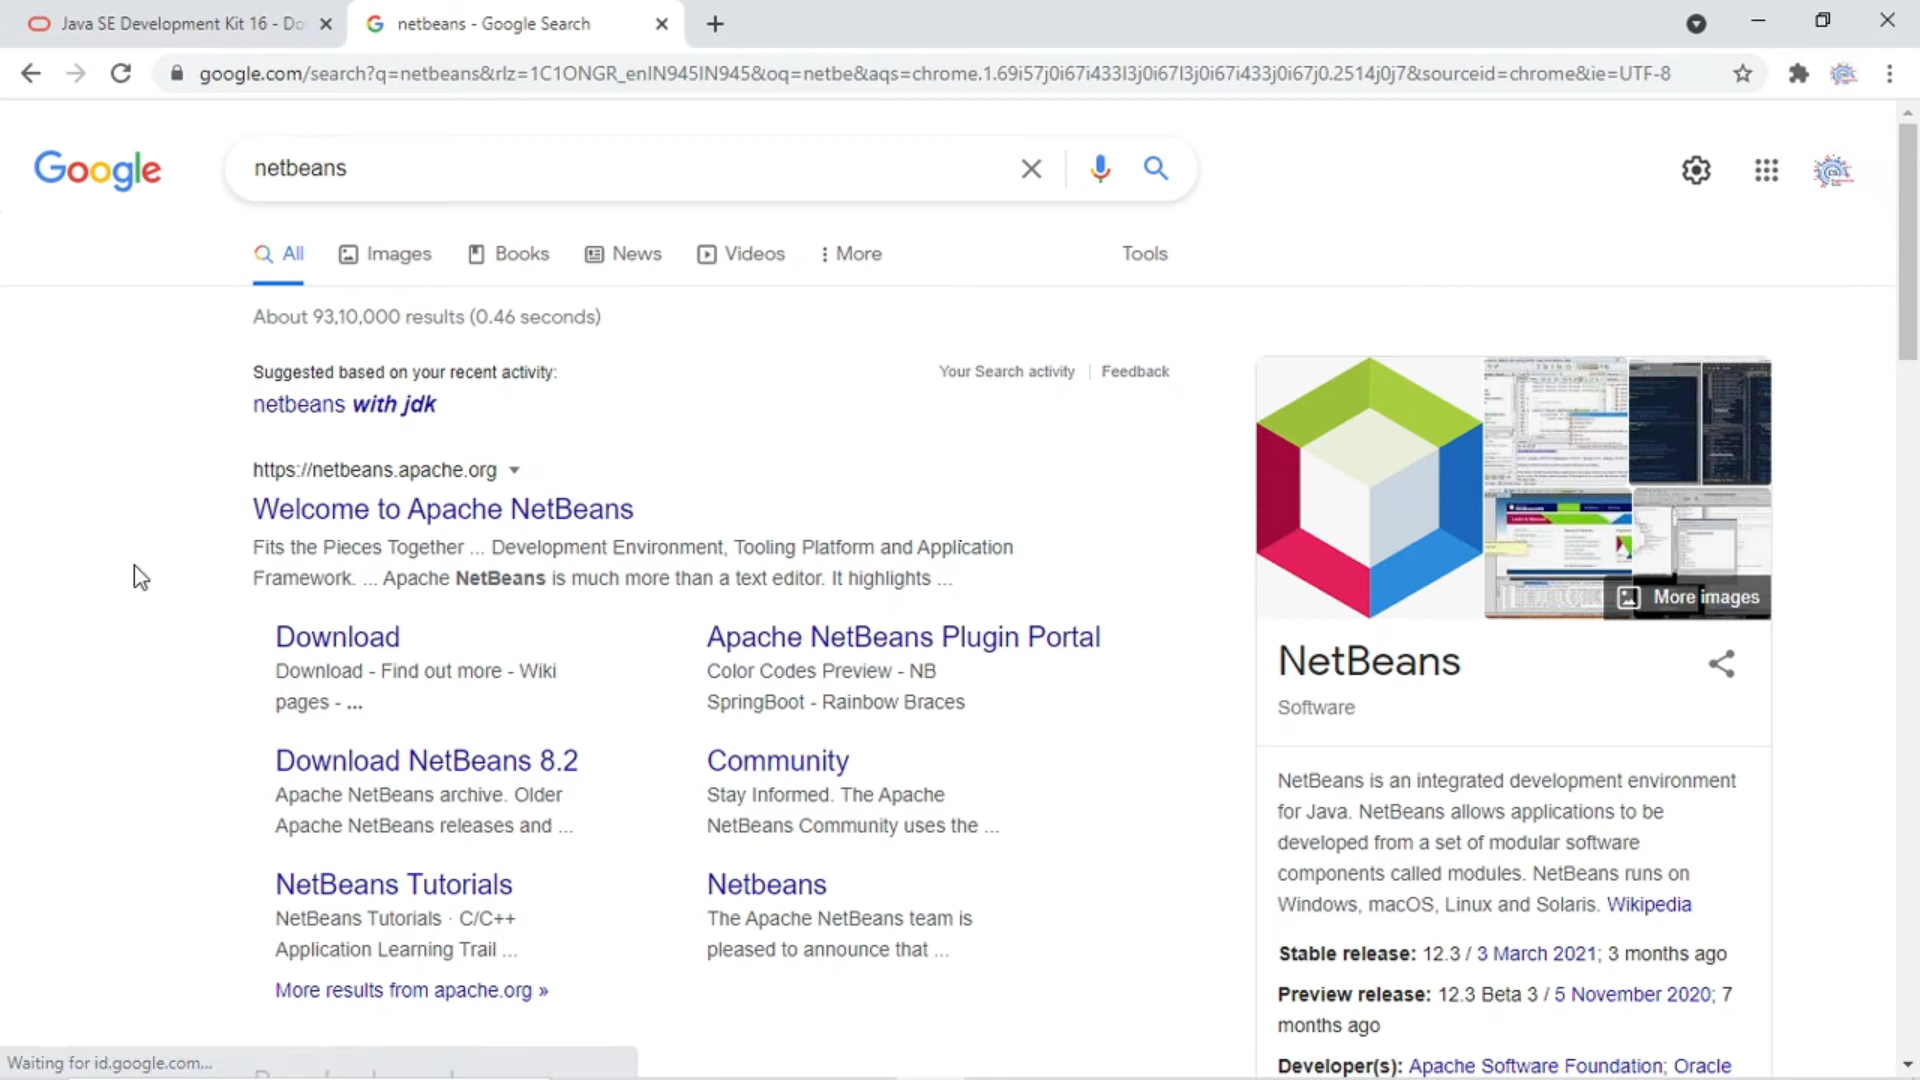 Java SE Development Kit 16 - Do
netbeans - Google Search
google.com/search?q=netbeans&rlz=1C1ONGR_enIN945IN945&oq=netbe&aqs=chrome.1.69i57j0i67i433l3j0i67l3j0i67i433j0i67j0.2514j0j7&sourceid=chrome&ie=UTF-8
Google
netbeans
All
Images
Books
News
Videos
More
Tools
About 93,10,000 results (0.46 seconds)
Suggested based on your recent activity:
Your Search activity
Feedback
netbeans with jdk
https://netbeans.apache.org
Welcome to Apache NetBeans
Fits the Pieces Together ... Development Environment, Tooling Platform and Application
Framework. ... Apache NetBeans is much more than a text editor. It highlights ...
Download
Download - Find out more - Wiki
pages - ...
Apache NetBeans Plugin Portal
Color Codes Preview - NB
SpringBoot - Rainbow Braces
Download NetBeans 8.2
Apache NetBeans archive. Older
Apache NetBeans releases and ...
Community
Stay Informed. The Apache
NetBeans Community uses the ...
NetBeans Tutorials
NetBeans Tutorials · C/C++
Application Learning Trail ...
Netbeans
The Apache NetBeans team is
pleased to announce that ...
More results from apache.org »
More images
NetBeans
Software
NetBeans is an integrated development environment
for Java. NetBeans allows applications to be
developed from a set of modular software
components called modules. NetBeans runs on
Windows, macOS, Linux and Solaris. Wikipedia
Stable release: 12.3 / 3 March 2021; 3 months ago
Preview release: 12.3 Beta 3 / 5 November 2020; 7
months ago
Developer(s): Apache Software Foundation; Oracle
Waiting for id.google.com...